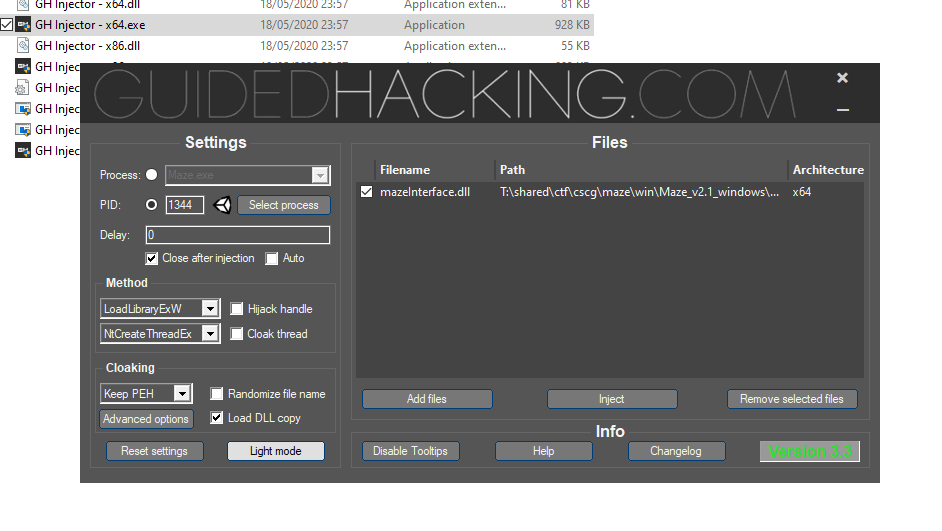 GH Injector - x64.dll 18/05/2020 23:57 Application exten... 81 KB
GH Injector - x64.exe 18/05/2020 23:57 Application 928 KB
GH Injector - x86.dll 18/05/2020 23:57 Application exten... 55 KB
GH Injec
GH Injec
GH Injec
GH Injec
GH Injec
GUIDEDHACKING.COM
Settings
Process: Maze.exe
PID: 1344 Select process
Delay: 0
Close after injection Auto
Method
LoadLibraryExW Hijack handle
NtCreateThreadEx Cloak thread
Cloaking
Keep PEH Randomize file name
Advanced options Load DLL copy
Reset settings Light mode
Files
Filename Path Architecture
mazeInterface.dll T:\shared\ctf\cscg\maze\win\Maze_v2.1_windows\... x64
Add files Inject Remove selected files
Info
Disable Tooltips Help Changelog Version 3.3